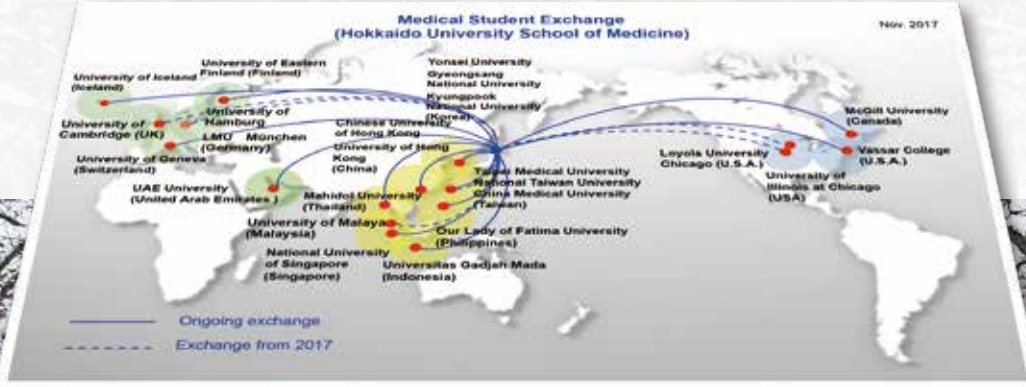 Medical Student Exchange
(Hokkaido University School of Medicine)
Nov. 2017
University of Iceland
(Iceland)
University of Eastern
Finland (Finland)
Yonsei University
Gyeongsang
National University
Kyungpook
National University
(Korea)
University of
Cambridge (UK)
University of
Hamburg
LMU München
(Germany)
University of Geneva
(Switzerland)
Chinese University
of Hong Kong
University of Hong
Kong
(China)
UAE University
(United Arab Emirates )
Mahidol University
(Thailand)
Taipei Medical University
National Taiwan University
China Medical University
(Taiwan)
University of Malaya
(Malaysia)
Our Lady of Fatima University
(Philippines)
National University
of Singapore
(Singapore)
Universitas Gadjah Mada
(Indonesia)
McGill University
(Canada)
Loyola University
Chicago (U.S.A.)
Vassar College
(U.S.A.)
University of
Illinois at Chicago
(USA)
Ongoing exchange
Exchange from 2017